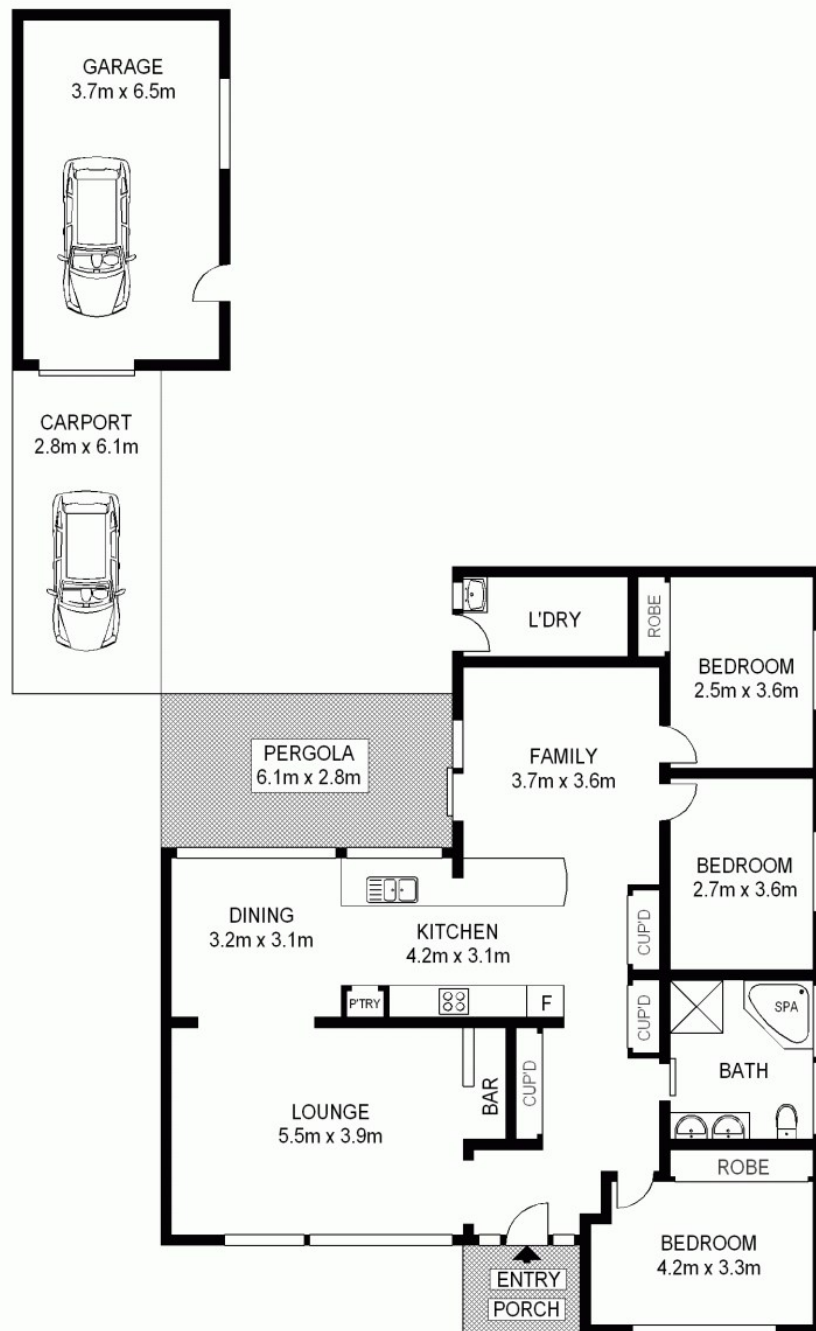 GARAGE
3.7m x 6.5m
CARPORT
2.8m x 6.1m
L'DRY
ROBE
BEDROOM
2.5m x 3.6m
PERGOLA
6.1m x 2.8m
FAMILY
3.7m x 3.6m
BEDROOM
2.7m x 3.6m
DINING
3.2m x 3.1m
KITCHEN
4.2m x 3.1m
CUP'D
P'TRY
F
CUP'D
SPA
BATH
LOUNGE
5.5m x 3.9m
BAR
CUP'D
ROBE
BEDROOM
4.2m x 3.3m
ENTRY
PORCH